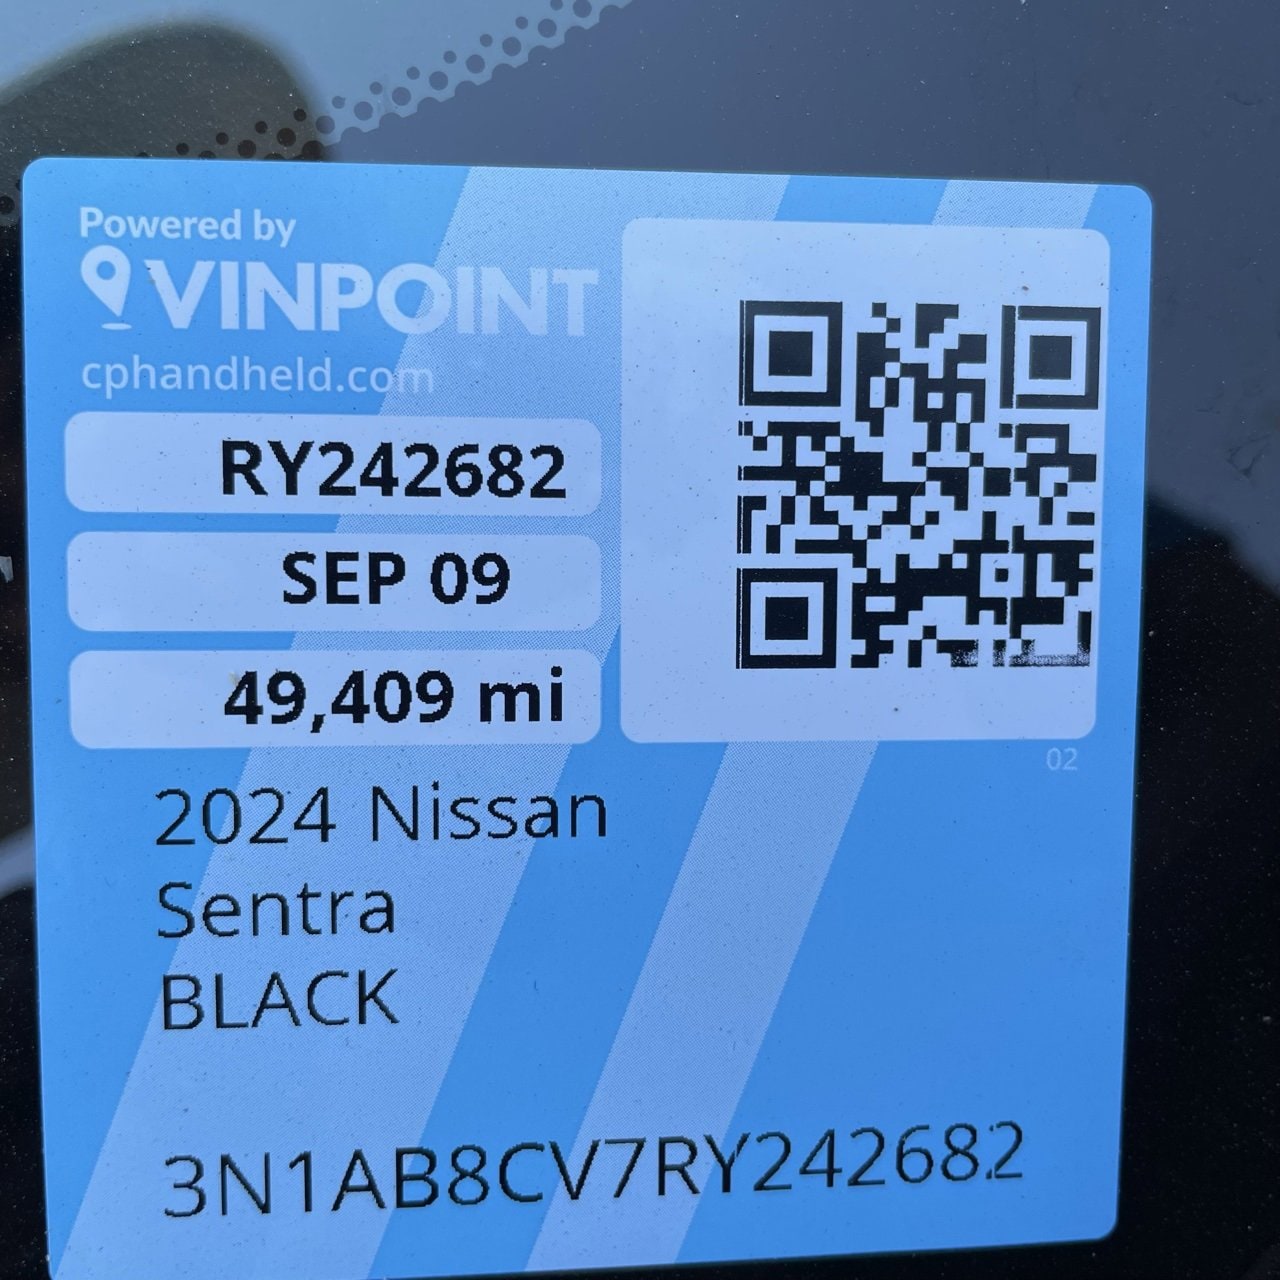 Powered by
VINPOINT
cphandheld.com
RY242682
SEP 09
49,409 mi
02
2024 Nissan
Sentra
BLACK
3N1AB8CV7RY242682